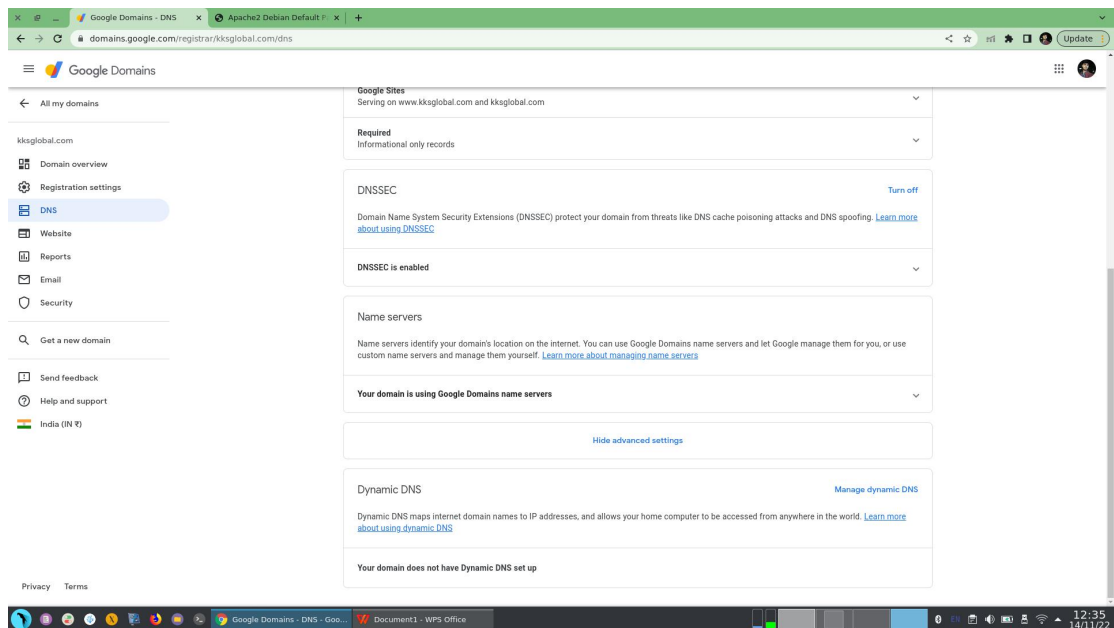 Google Domains - DNS
Apache2 Debian Default P
domains.google.com/registrar/kksglobal.com/dns
Update
Google Domains
All my domains
kksglobal.com
Domain overview
Registration settings
DNS
Website
Reports
Email
Security
Get a new domain
Send feedback
Help and support
India (IN ₹)
Privacy Terms
Google Sites
Serving on www.kksglobal.com and kksglobal.com
Required
Informational only records
DNSSEC
Turn off
Domain Name System Security Extensions (DNSSEC) protect your domain from threats like DNS cache poisoning attacks and DNS spoofing. Learn more
about using DNSSEC
DNSSEC is enabled
Name servers
Name servers identify your domain's location on the internet. You can use Google Domains name servers and let Google manage them for you, or use
custom name servers and manage them yourself. Learn more about managing name servers
Your domain is using Google Domains name servers
Hide advanced settings
Dynamic DNS
Manage dynamic DNS
Dynamic DNS maps internet domain names to IP addresses, and allows your home computer to be accessed from anywhere in the world. Learn more
about using dynamic DNS
Your domain does not have Dynamic DNS set up
Google Domains - DNS - Goo...
Document1 - WPS Office
EN
12:35
14/11/22